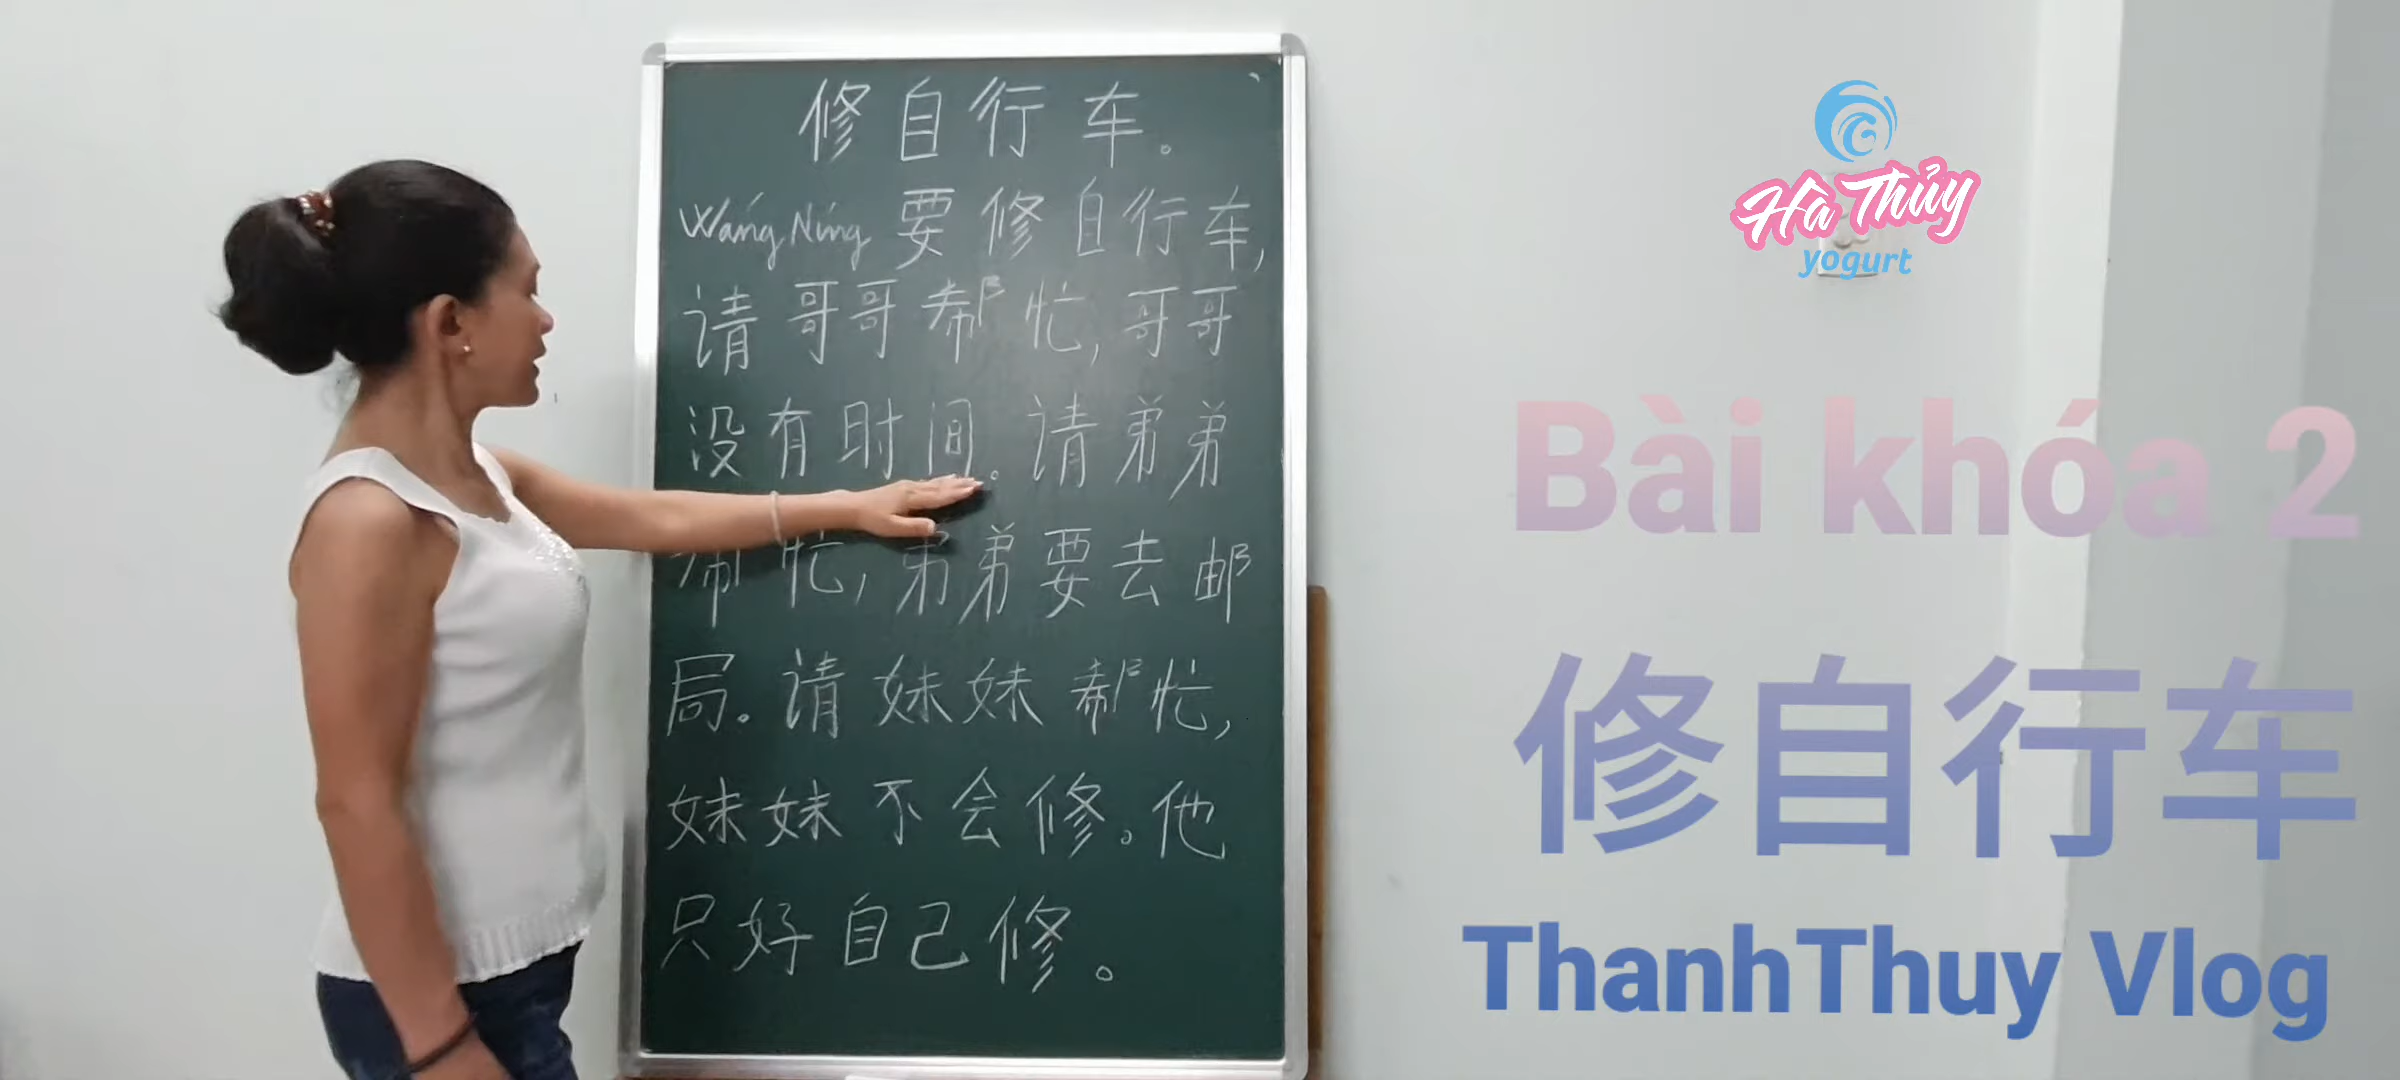 修自行车。
Wáng Níng 要修自行车,
请哥哥帮忙,哥哥
没有时间。请弟弟
帮忙,弟弟要去邮
局。请妹妹帮忙,
妹妹不会修。他
只好自己修。
Hà Thủy
yogurt
Bài khóa 2
修自行车
ThanhThuy Vlog